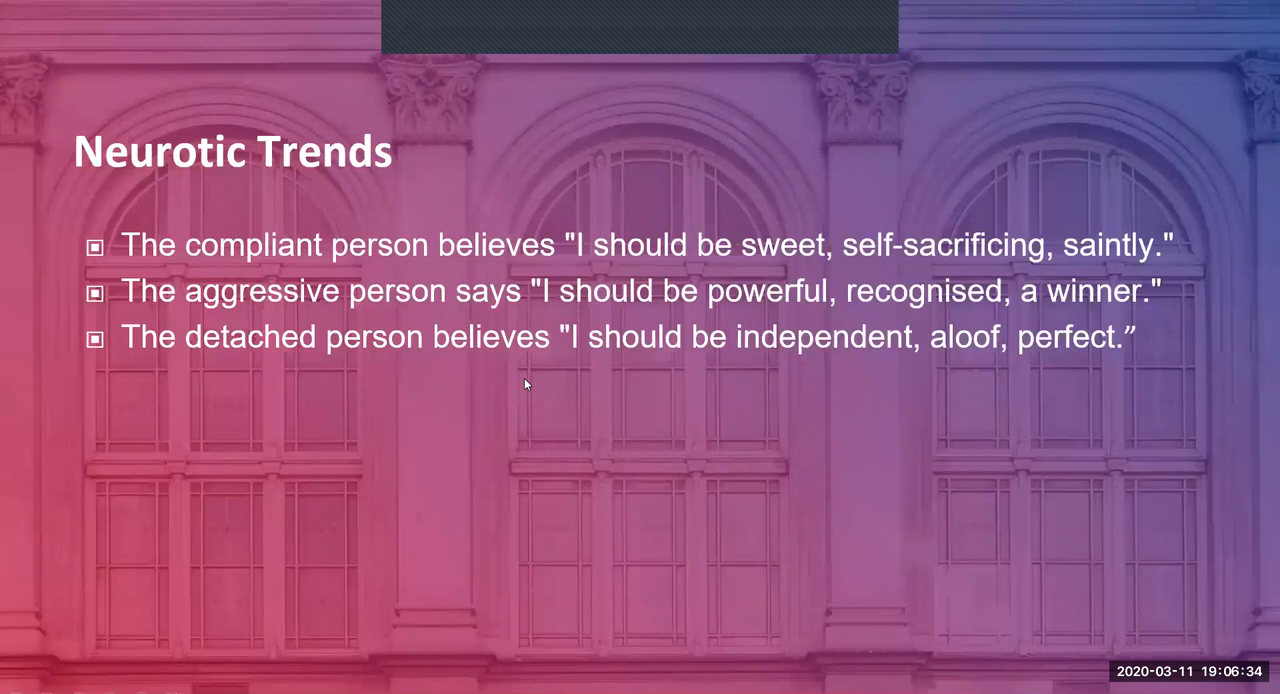 Neurotic Trends
The compliant person believes "I should be sweet, self-sacrificing, saintly."
The aggressive person says "I should be powerful, recognised, a winner."
The detached person believes "I should be independent, aloof, perfect.”
2020-03-11 19:06:34